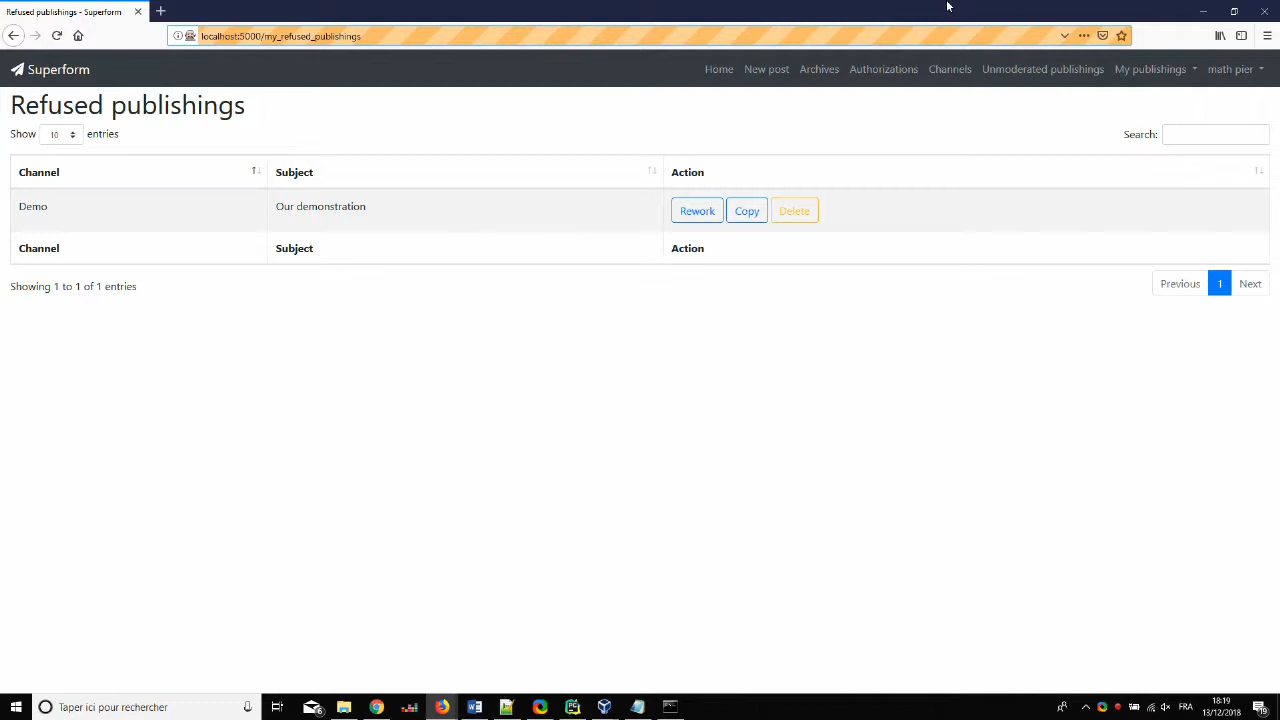 Refused publishings - Superform
localhost:5000/my_refused_publishings
Superform
Home New post Archives Authorizations Channels Unmoderated publishings My publishings math pier
Refused publishings
Show 10 entries
Search:
Channel Subject Action
Demo Our demonstration Rework Copy Delete
Channel Subject Action
Showing 1 to 1 of 1 entries
Previous 1 Next
Taper ici pour rechercher
FRA
18:19
13/12/2018